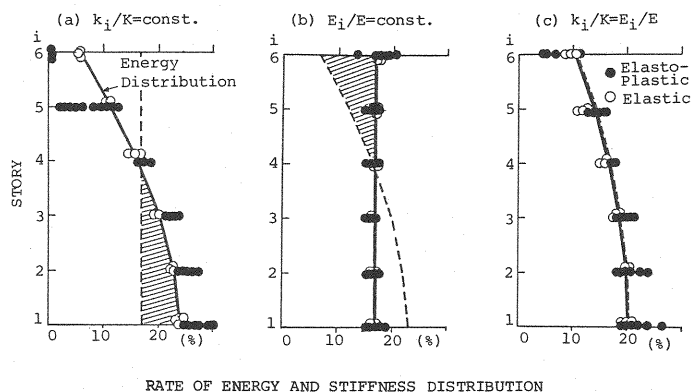 (a) ki/K=const.
(b) Ei/E=const.
(c) ki/K=Ei/E
i
6
5
4
3
2
1
STORY
Energy
Distribution
0
10
20
(%)
i
6
5
4
3
2
1
0
10
20
(%)
i
6
5
4
3
2
1
Elasto-
Plastic
Elastic
0
10
20
(%)
RATE OF ENERGY AND STIFFNESS DISTRIBUTION